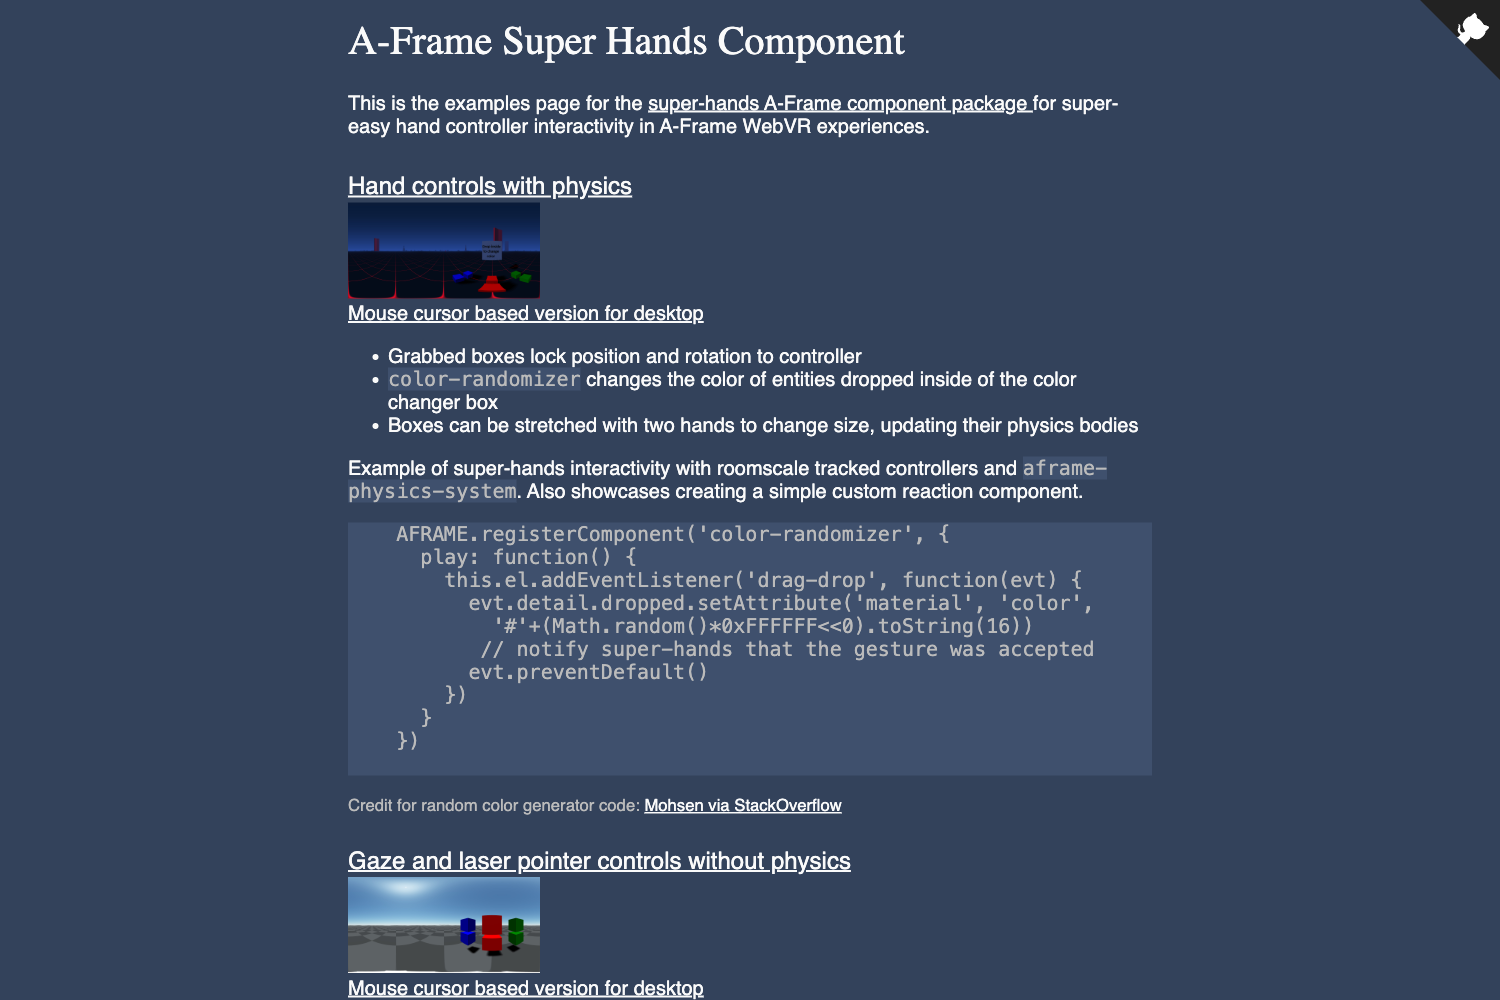 A-Frame Super Hands Component
This is the examples page for the super-hands A-Frame component package for super-
easy hand controller interactivity in A-Frame WebVR experiences.
Hand controls with physics
Mouse cursor based version for desktop
• Grabbed boxes lock position and rotation to controller
• color-randomizer changes the color of entities dropped inside of the color
changer box
• Boxes can be stretched with two hands to change size, updating their physics bodies
Example of super-hands interactivity with roomscale tracked controllers and aframe-
physics-system. Also showcases creating a simple custom reaction component.
AFRAME.registerComponent('color-randomizer', {
play: function() {
this.el.addEventListener('drag-drop', function(evt) {
evt.detail.dropped.setAttribute('material', 'color',
'#'+(Math.random()*0xFFFFFF<<0).toString(16))
// notify super-hands that the gesture was accepted
evt.preventDefault()
})
}
})
Credit for random color generator code: Mohsen via StackOverflow
Gaze and laser pointer controls without physics
Mouse cursor based version for desktop